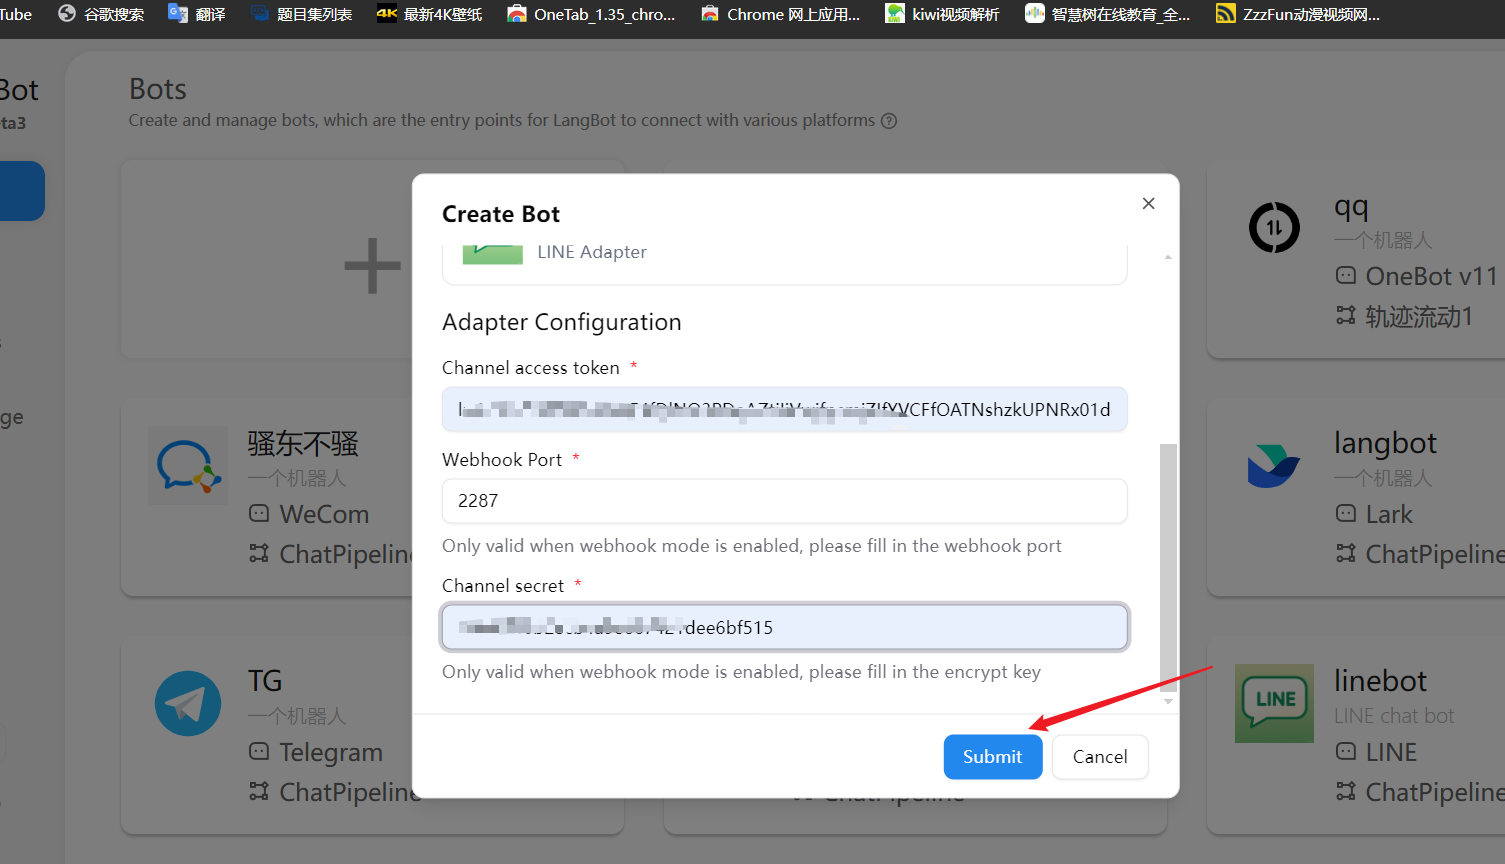 Tube 谷歌搜索 翻译 题目集列表 4K 最新4K壁纸 OneTab_1.35_chro... Chrome 网上应用... kiwi视频解析 智慧树在线教育_全... ZzzFun动漫视频网...
Bot
ta3
Bots
Create and manage bots, which are the entry points for LangBot to connect with various platforms
ge
Create Bot
LINE Adapter
Adapter Configuration
Channel access token *
Webhook Port *
2287
Only valid when webhook mode is enabled, please fill in the webhook port
Channel secret *
Only valid when webhook mode is enabled, please fill in the encrypt key
Submit
Cancel
qq
一个机器人
OneBot v11
轨迹流动1
骚东不骚
一个机器人
WeCom
ChatPipeline
langbot
一个机器人
Lark
ChatPipeline
TG
一个机器人
Telegram
ChatPipeline
ChatPipeline
LINE
linebot
LINE chat bot
LINE
ChatPipeline